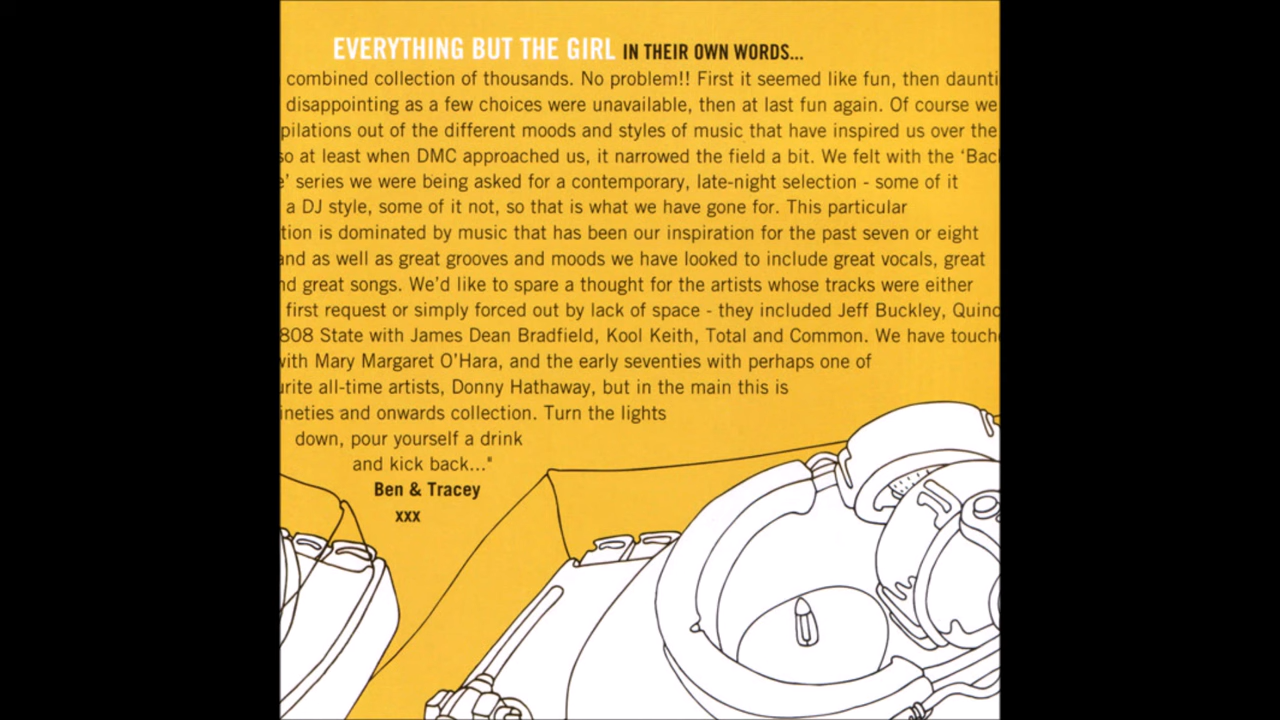 EVERYTHING BUT THE GIRL IN THEIR OWN WORDS...
combined collection of thousands. No problem!! First it seemed like fun, then daunti
disappointing as a few choices were unavailable, then at last fun again. Of course we
pilations out of the different moods and styles of music that have inspired us over the
so at least when DMC approached us, it narrowed the field a bit. We felt with the ‘Bac
e’ series we were being asked for a contemporary, late-night selection - some of it
a DJ style, some of it not, so that is what we have gone for. This particular
tion is dominated by music that has been our inspiration for the past seven or eight
and as well as great grooves and moods we have looked to include great vocals, great
nd great songs. We’d like to spare a thought for the artists whose tracks were either
first request or simply forced out by lack of space - they included Jeff Buckley, Quinc
808 State with James Dean Bradfield, Kool Keith, Total and Common. We have touch
with Mary Margaret O’Hara, and the early seventies with perhaps one of
urite all-time artists, Donny Hathaway, but in the main this is
ineties and onwards collection. Turn the lights
down, pour yourself a drink
and kick back..."
Ben & Tracey
xxx